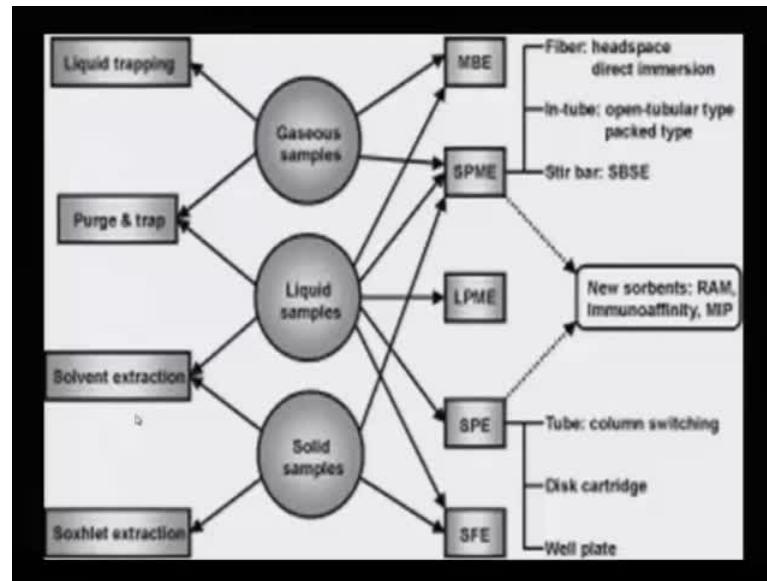 Liquid trapping
Purge & trap
Solvent extraction
Soxhlet extraction
Gaseous
samples
Liquid
samples
Solid
samples
MBE
SPME
LPME
SPE
SFE
Fiber: headspace
direct immersion
In-tube: open-tubular type
packed type
Stir bar: SBSE
New sorbents: RAM,
Immunoaffinity, MIP
Tube: column switching
Disk cartridge
Well plate